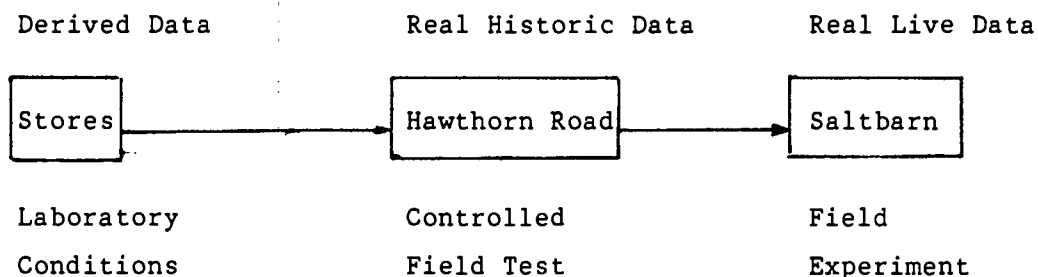 Derived Data Real Historic Data Real Live Data
Stores Hawthorn Road Saltbarn
Laboratory Controlled Field
Conditions Field Test Experiment